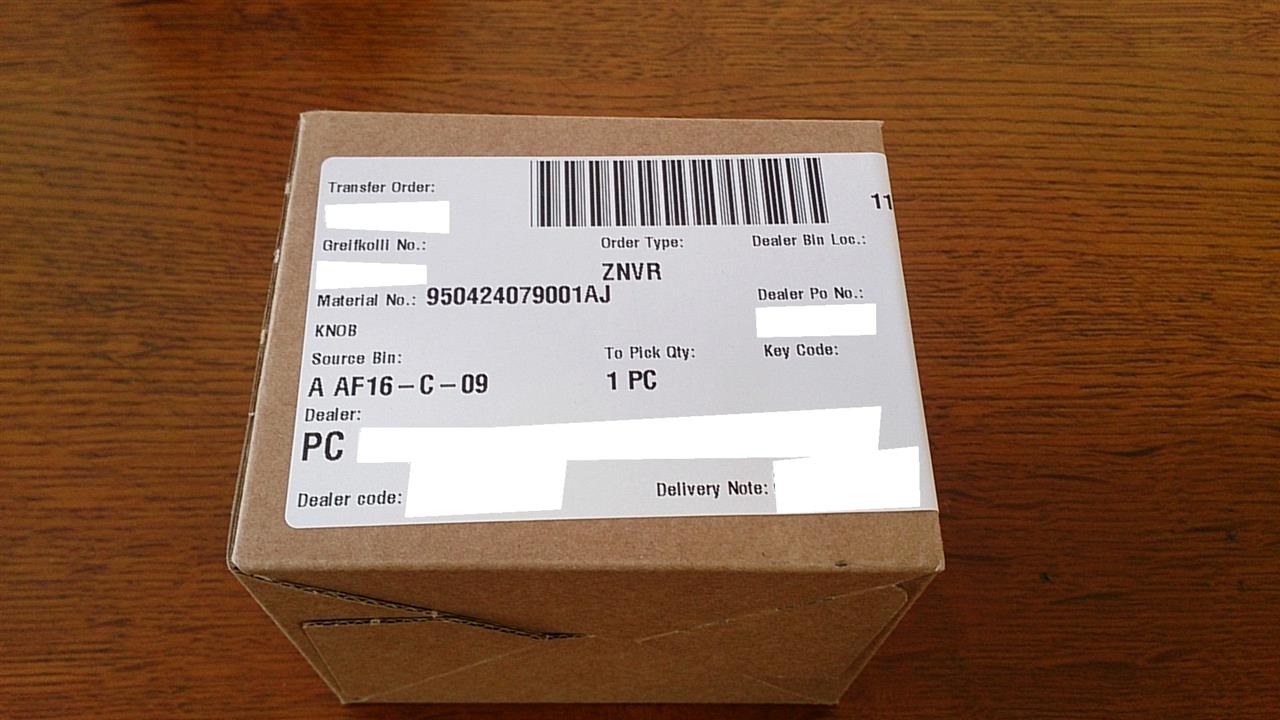 Transfer Order:
11
Greifkolli No.: Order Type: Dealer Bin Loc.:
ZNVR
Material No.: 950424079001AJ Dealer Po No.:
KNOB
Source Bin: To Pick Qty: Key Code:
A AF16-C-09 1 PC
Dealer:
PC
Dealer code: Delivery Note: